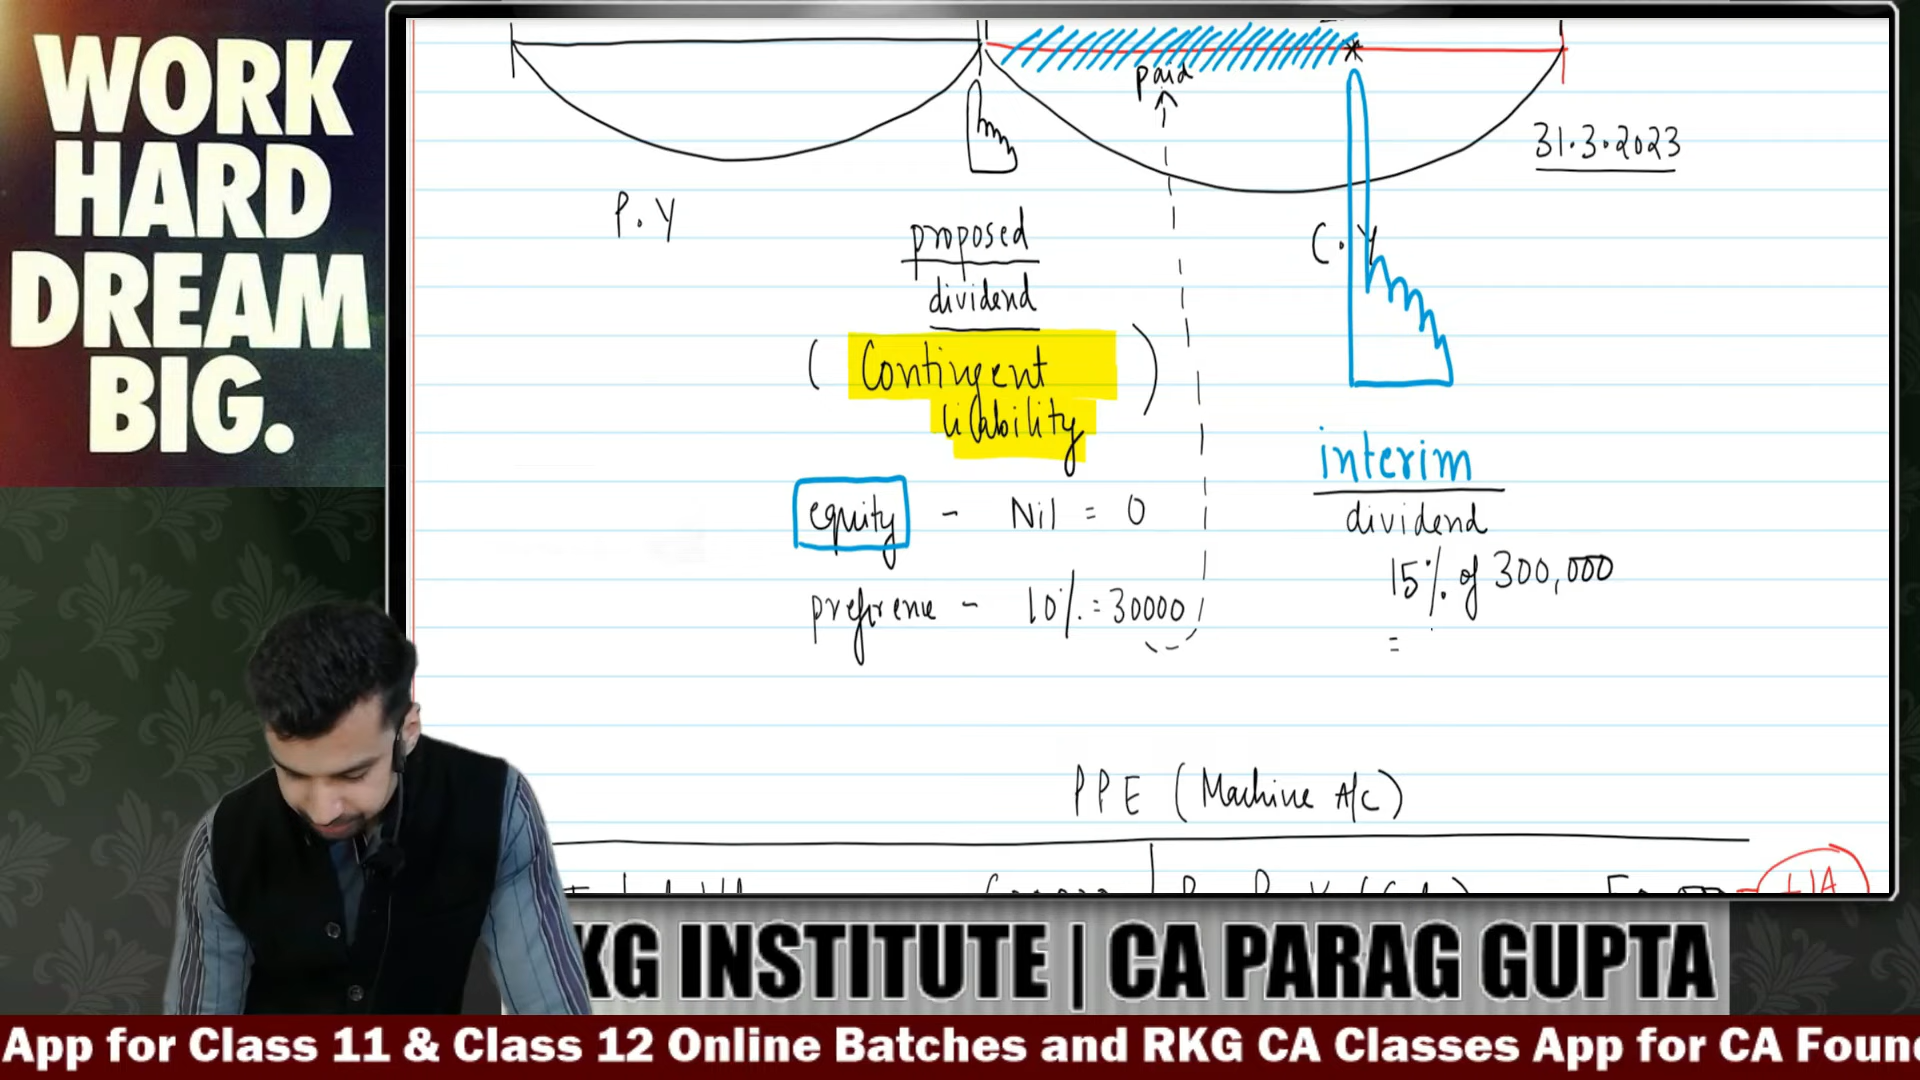 WORK
HARD
DREAM
BIG.
paid
31.3.2023
P.Y
C.Y
proposed
dividend
( Contingent
liability )
equity - Nil = 0
preference - 10% = 30000
interim
dividend
15% of 300,000
=
PPE (Machine A/c)
KG INSTITUTE | CA PARAG GUPTA
App for Class 11 & Class 12 Online Batches and RKG CA Classes App for CA Foun